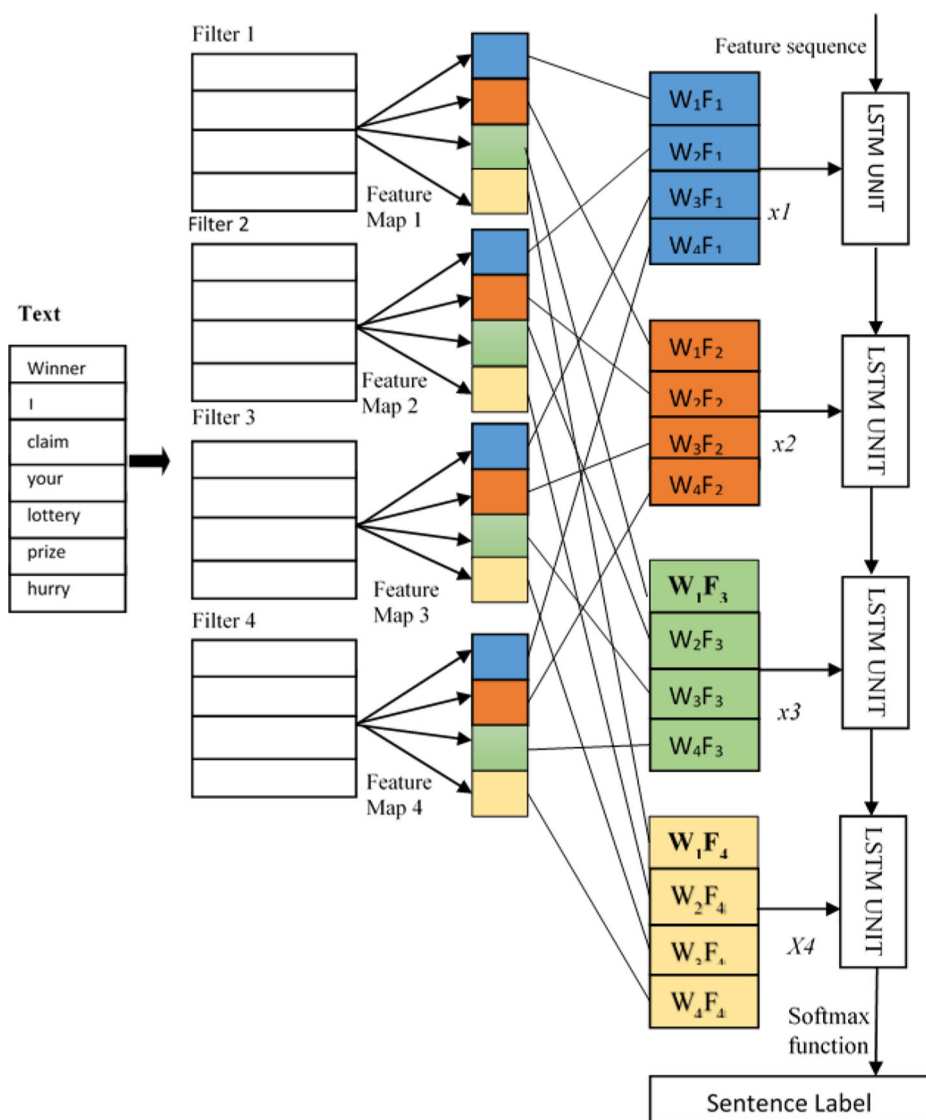 Text
Winner
I
claim
your
lottery
prize
hurry
Filter 1
Feature
Map 1
Filter 2
Feature
Map 2
Filter 3
Feature
Map 3
Filter 4
Feature
Map 4
W₁F₁
W₂F₁
W₃F₁
W₄F₁
x1
W₁F₂
W₂F₂
W₃F₂
W₄F₂
x2
W₁F₃
W₂F₃
W₃F₃
W₄F₃
x3
W₁F₄
W₂F₄
W₃F₄
W₄F₄
X4
Feature sequence
LSTM UNIT
LSTM UNIT
LSTM UNIT
LSTM UNIT
Softmax
function
Sentence Label